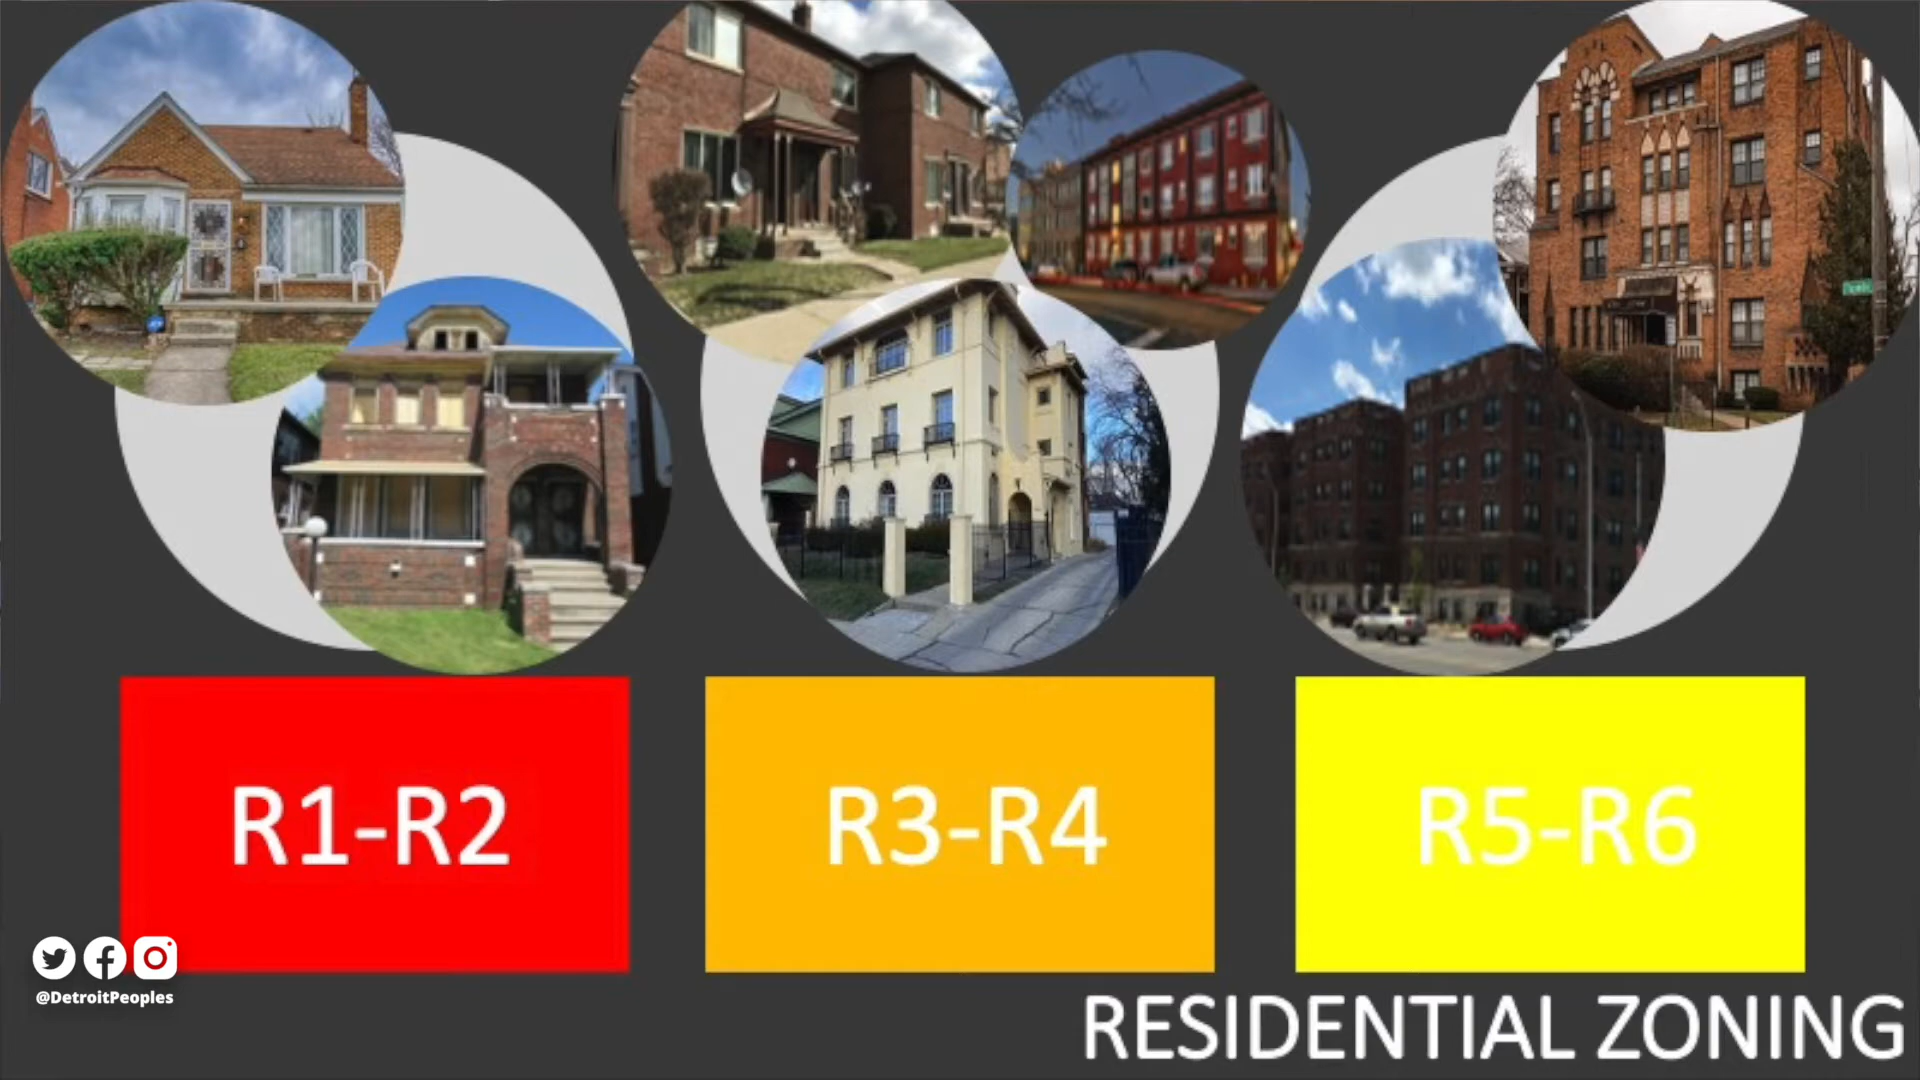 R1-R2
R3-R4
R5-R6
@DetroitPeoples
RESIDENTIAL ZONING